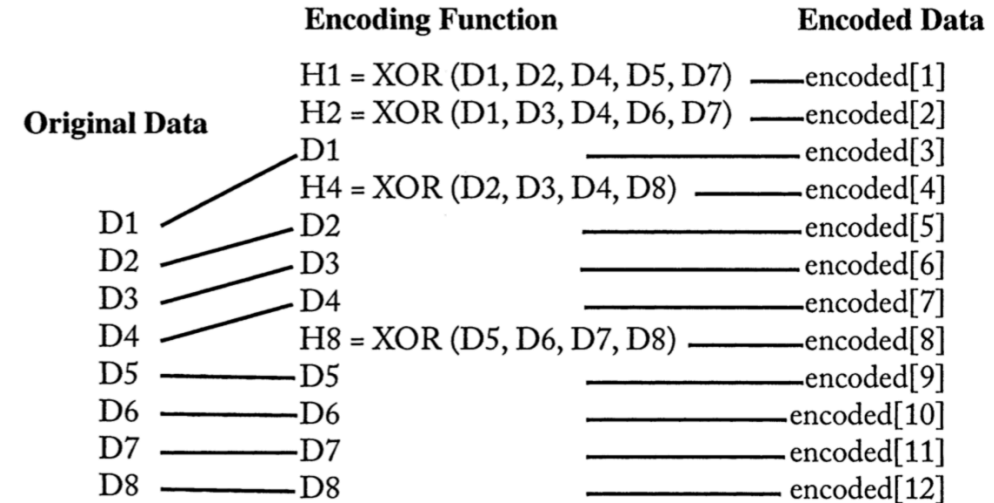 Encoding Function Encoded Data
H1 = XOR (D1, D2, D4, D5, D7) encoded[1]
H2 = XOR (D1, D3, D4, D6, D7) encoded[2]
Original Data
D1 encoded[3]
H4 = XOR (D2, D3, D4, D8) encoded[4]
D1 D2 encoded[5]
D2 D3 encoded[6]
D3 D4 encoded[7]
D4 H8 = XOR (D5, D6, D7, D8) encoded[8]
D5 D5 encoded[9]
D6 D6 encoded[10]
D7 D7 encoded[11]
D8 D8 encoded[12]